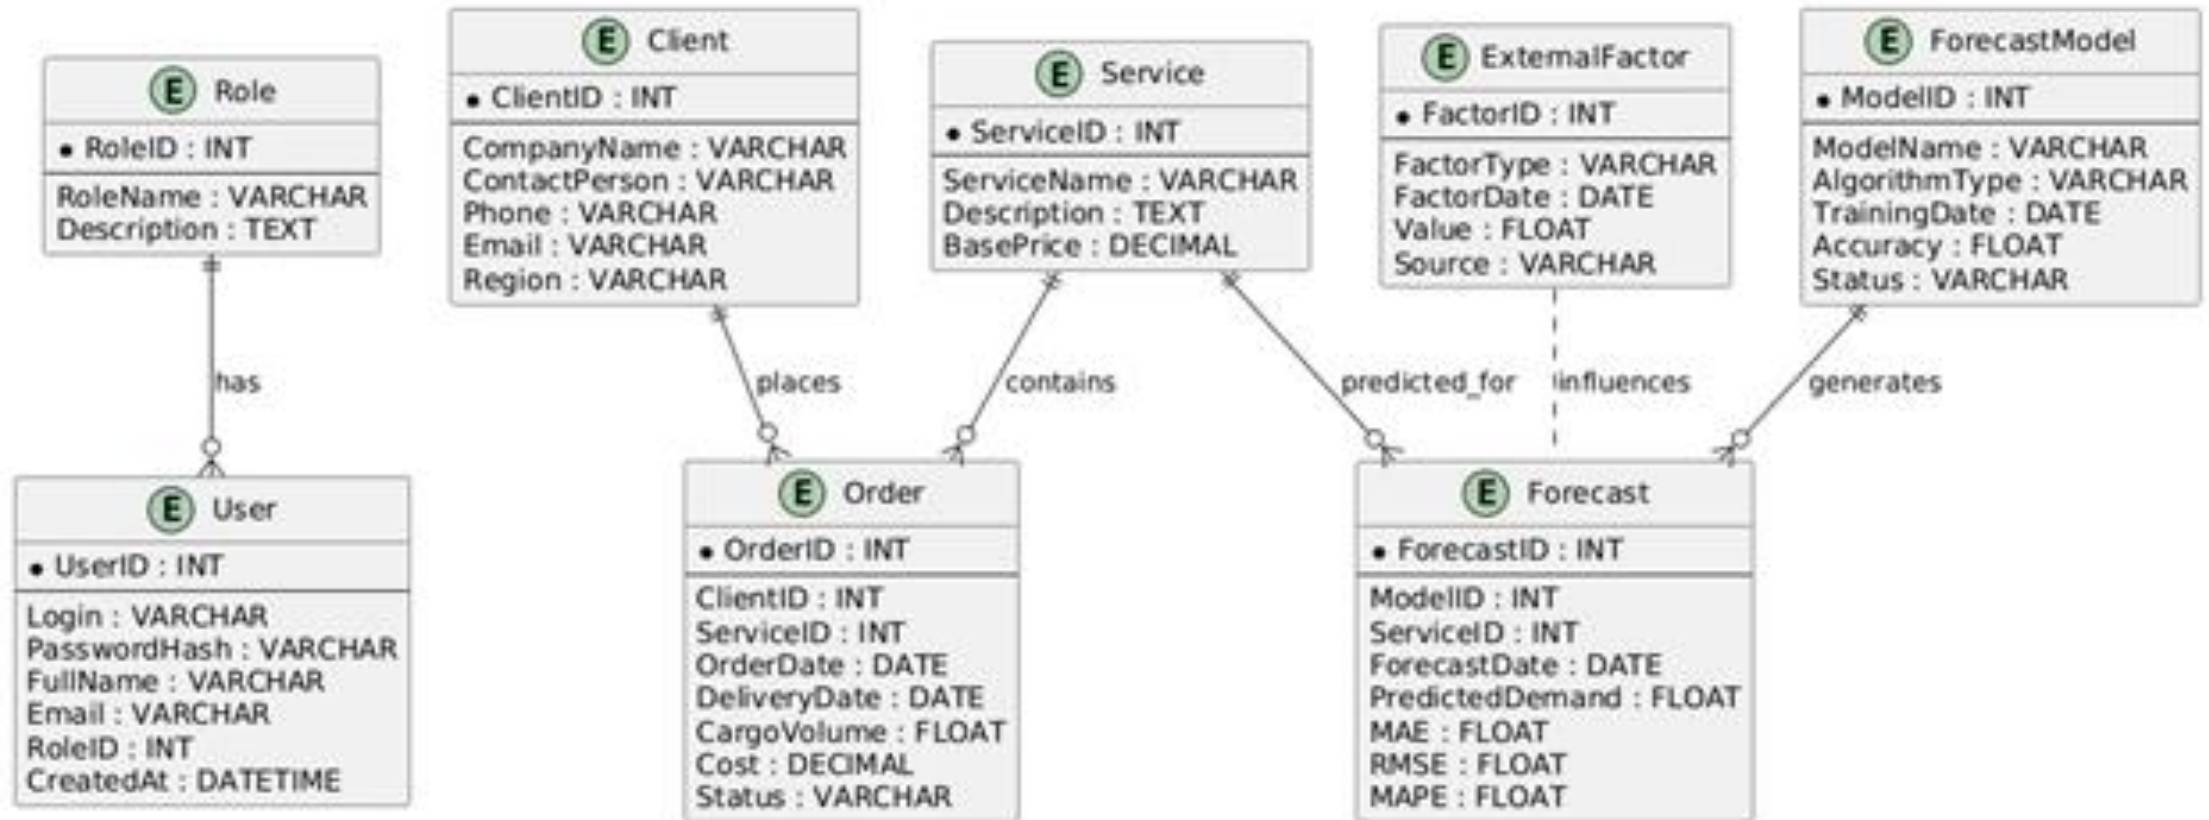 E Role
• RoleID : INT
RoleName : VARCHAR
Description : TEXT
E Client
• ClientID : INT
CompanyName : VARCHAR
ContactPerson : VARCHAR
Phone : VARCHAR
Email : VARCHAR
Region : VARCHAR
E Service
• ServiceID : INT
ServiceName : VARCHAR
Description : TEXT
BasePrice : DECIMAL
E ExternalFactor
• FactorID : INT
FactorType : VARCHAR
FactorDate : DATE
Value : FLOAT
Source : VARCHAR
E ForecastModel
• ModelID : INT
ModelName : VARCHAR
AlgorithmType : VARCHAR
TrainingDate : DATE
Accuracy : FLOAT
Status : VARCHAR
has
places
contains
predicted_for
influences
generates
E User
• UserID : INT
Login : VARCHAR
PasswordHash : VARCHAR
FullName : VARCHAR
Email : VARCHAR
RoleID : INT
CreatedAt : DATETIME
E Order
• OrderID : INT
ClientID : INT
ServiceID : INT
OrderDate : DATE
DeliveryDate : DATE
CargoVolume : FLOAT
Cost : DECIMAL
Status : VARCHAR
E Forecast
• ForecastID : INT
ModelID : INT
ServiceID : INT
ForecastDate : DATE
PredictedDemand : FLOAT
MAE : FLOAT
RMSE : FLOAT
MAPE : FLOAT